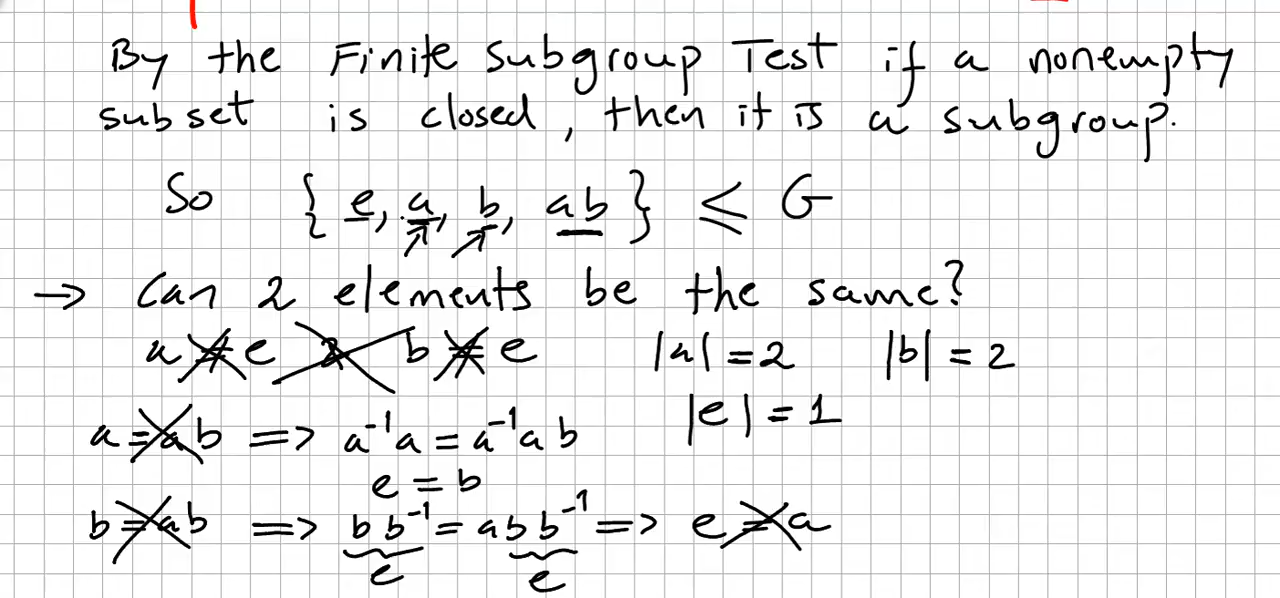 By the Finite Subgroup Test if a nonempty
subset is closed, then it is a subgroup.
So { e, a, b, ab } ≤ G
→ Can 2 elements be the same?
a ≠ e b ≠ e |a| = 2 |b| = 2
|e| = 1
a = ab => a⁻¹a = a⁻¹ab
e = b
b = ab => bb⁻¹ = abb⁻¹ => e = a
e e